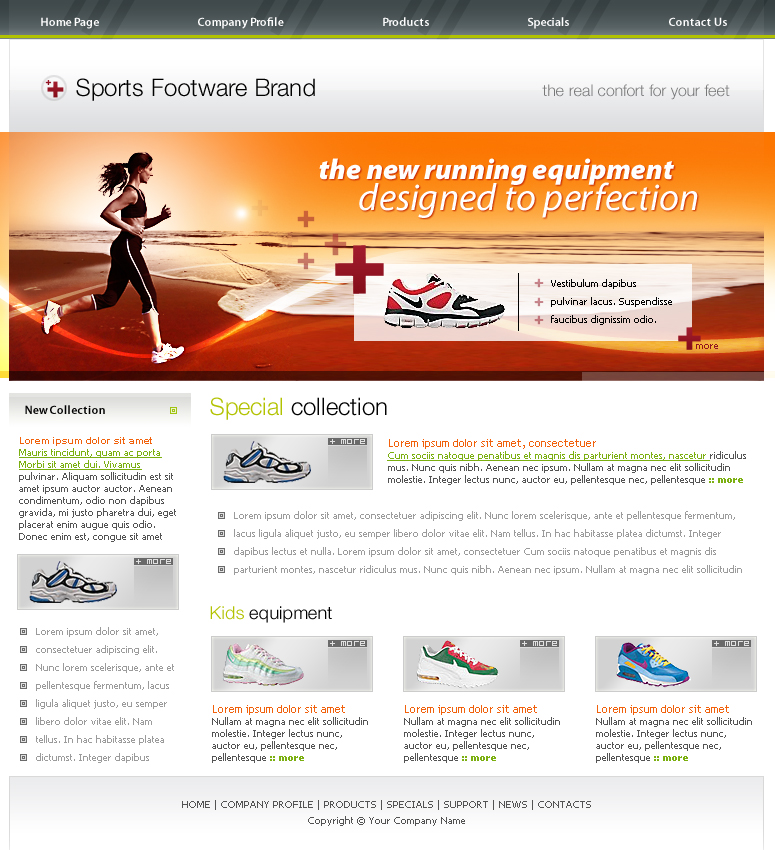 Home Page Company Profile Products Specials Contact Us
Sports Footware Brand
the real confort for your feet
the new running equipment
designed to perfection
Vestibulum dapibus
pulvinar lacus. Suspendisse
faucibus dignissim odio.
more
New Collection
Lorem ipsum dolor sit amet
Mauris tincidunt, quam ac porta
Morbi sit amet dui. Vivamus
pulvinar. Aliquam sollicitudin est sit
amet ipsum auctor auctor. Aenean
condimentum, odio non dapibus
gravida, mi justo pharetra dui, eget
placerat enim augue quis odio.
Donec enim est, congue sit amet
+ more
Lorem ipsum dolor sit amet,
consectetuer adipiscing elit.
Nunc lorem scelerisque, ante et
pellentesque fermentum, lacus
ligula aliquet justo, eu semper
libero dolor vitae elit. Nam
tellus. In hac habitasse platea
dictumst. Integer dapibus
Special collection
+ more
Lorem ipsum dolor sit amet, consectetuer
Cum sociis natoque penatibus et magnis dis parturient montes, nascetur ridiculus
mus. Nunc quis nibh. Aenean nec ipsum. Nullam at magna nec elit sollicitudin
molestie. Integer lectus nunc, auctor eu, pellentesque nec, pellentesque :: more
Lorem ipsum dolor sit amet, consectetuer adipiscing elit. Nunc lorem scelerisque, ante et pellentesque fermentum,
lacus ligula aliquet justo, eu semper libero dolor vitae elit. Nam tellus. In hac habitasse platea dictumst. Integer
dapibus lectus et nulla. Lorem ipsum dolor sit amet, consectetuer Cum sociis natoque penatibus et magnis dis
parturient montes, nascetur ridiculus mus. Nunc quis nibh. Aenean nec ipsum. Nullam at magna nec elit sollicitudin
Kids equipment
+ more
Lorem ipsum dolor sit amet
Nullam at magna nec elit sollicitudin
molestie. Integer lectus nunc,
auctor eu, pellentesque nec,
pellentesque :: more
+ more
Lorem ipsum dolor sit amet
Nullam at magna nec elit sollicitudin
molestie. Integer lectus nunc,
auctor eu, pellentesque nec,
pellentesque :: more
+ more
Lorem ipsum dolor sit amet
Nullam at magna nec elit sollicitudin
molestie. Integer lectus nunc,
auctor eu, pellentesque nec,
pellentesque :: more
HOME | COMPANY PROFILE | PRODUCTS | SPECIALS | SUPPORT | NEWS | CONTACTS
Copyright © Your Company Name